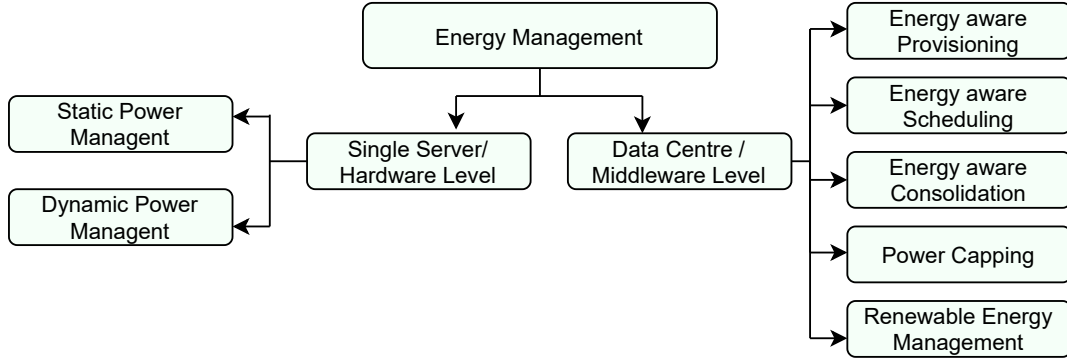 Energy Management
Single Server/
Hardware Level
Data Centre /
Middleware Level
Static Power
Managent
Dynamic Power
Managent
Energy aware
Provisioning
Energy aware
Scheduling
Energy aware
Consolidation
Power Capping
Renewable Energy
Management